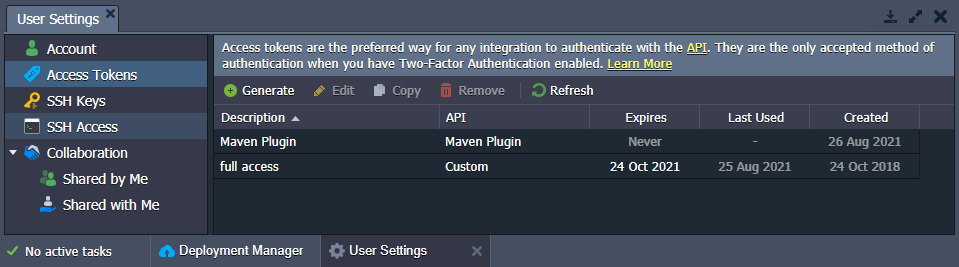 User Settings
Account
Access Tokens
SSH Keys
SSH Access
Collaboration
Shared by Me
Shared with Me
Access tokens are the preferred way for any integration to authenticate with the API. They are the only accepted method of
authentication when you have Two-Factor Authentication enabled. Learn More
Generate Edit Copy Remove Refresh
Description API Expires Last Used Created
Maven Plugin Maven Plugin Never - 26 Aug 2021
full access Custom 24 Oct 2021 25 Aug 2021 24 Oct 2018
No active tasks Deployment Manager User Settings